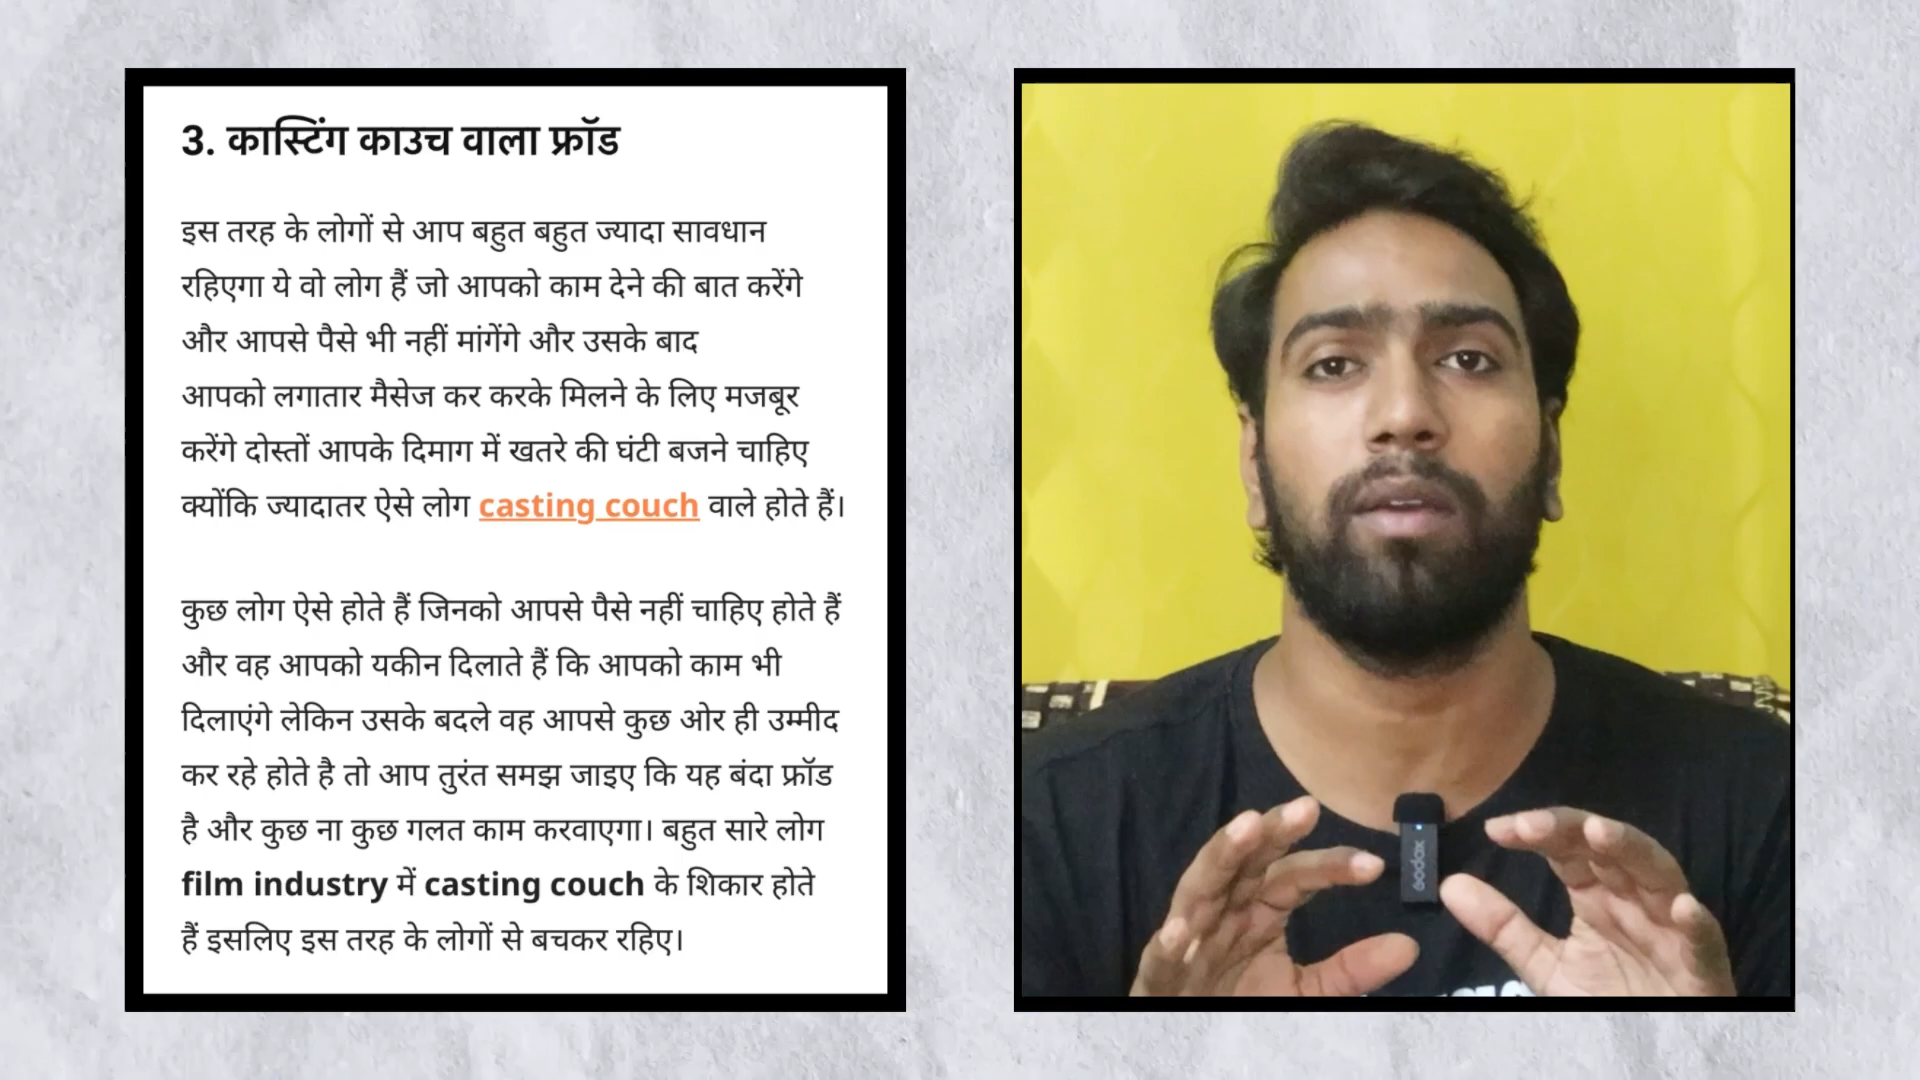 3. कास्टिंग काउच वाला फ्रॉड
इस तरह के लोगों से आप बहुत बहुत ज्यादा सावधान
रहिएगा ये वो लोग हैं जो आपको काम देने की बात करेंगे
और आपसे पैसे भी नहीं मांगेंगे और उसके बाद
आपको लगातार मैसेज कर करके मिलने के लिए मजबूर
करेंगे दोस्तों आपके दिमाग में खतरे की घंटी बजने चाहिए
क्योंकि ज्यादातर ऐसे लोग casting couch वाले होते हैं।
कुछ लोग ऐसे होते हैं जिनको आपसे पैसे नहीं चाहिए होते हैं
और वह आपको यकीन दिलाते हैं कि आपको काम भी
दिलाएंगे लेकिन उसके बदले वह आपसे कुछ ओर ही उम्मीद
कर रहे होते है तो आप तुरंत समझ जाइए कि यह बंदा फ्रॉड
है और कुछ ना कुछ गलत काम करवाएगा। बहुत सारे लोग
film industry में casting couch के शिकार होते
हैं इसलिए इस तरह के लोगों से बचकर रहिए।
Godox